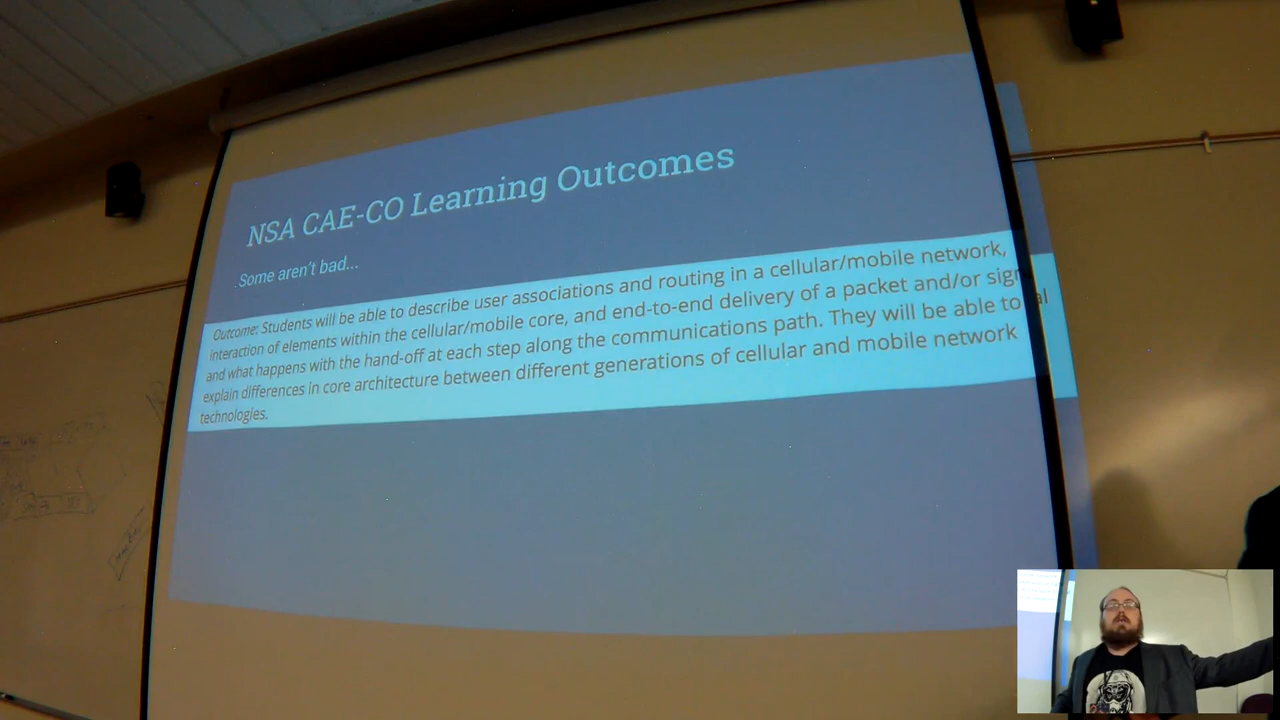 NSA CAE-CO Learning Outcomes
Some aren't bad...
Outcome: Students will be able to describe user associations and routing in a cellular/mobile network,
interaction of elements within the cellular/mobile core, and end-to-end delivery of a packet and/or signal
and what happens with the hand-off at each step along the communications path. They will be able to
explain differences in core architecture between different generations of cellular and mobile network
technologies.